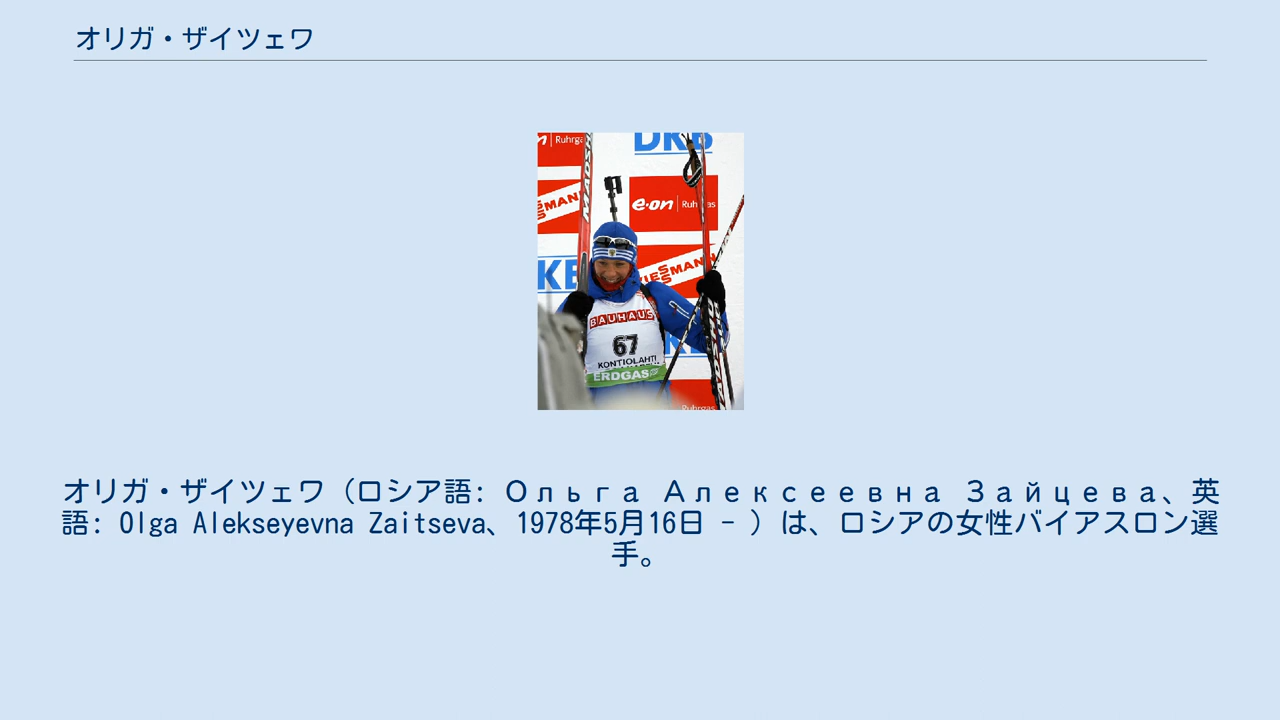 オリガ・ザイツェワ
Ruhrgas
DKB
e·on | Ruhrgas
VIESSMANN
BAUHAUS
67
KONTIOLAHTI
ERDGAS
MADSH
Ruhrgas
オリガ・ザイツェワ（ロシア語: Ольга Алексеевна Зайцева、英
語: Olga Alekseyevna Zaitseva、1978年5月16日 - ）は、ロシアの女性バイアスロン選
手。